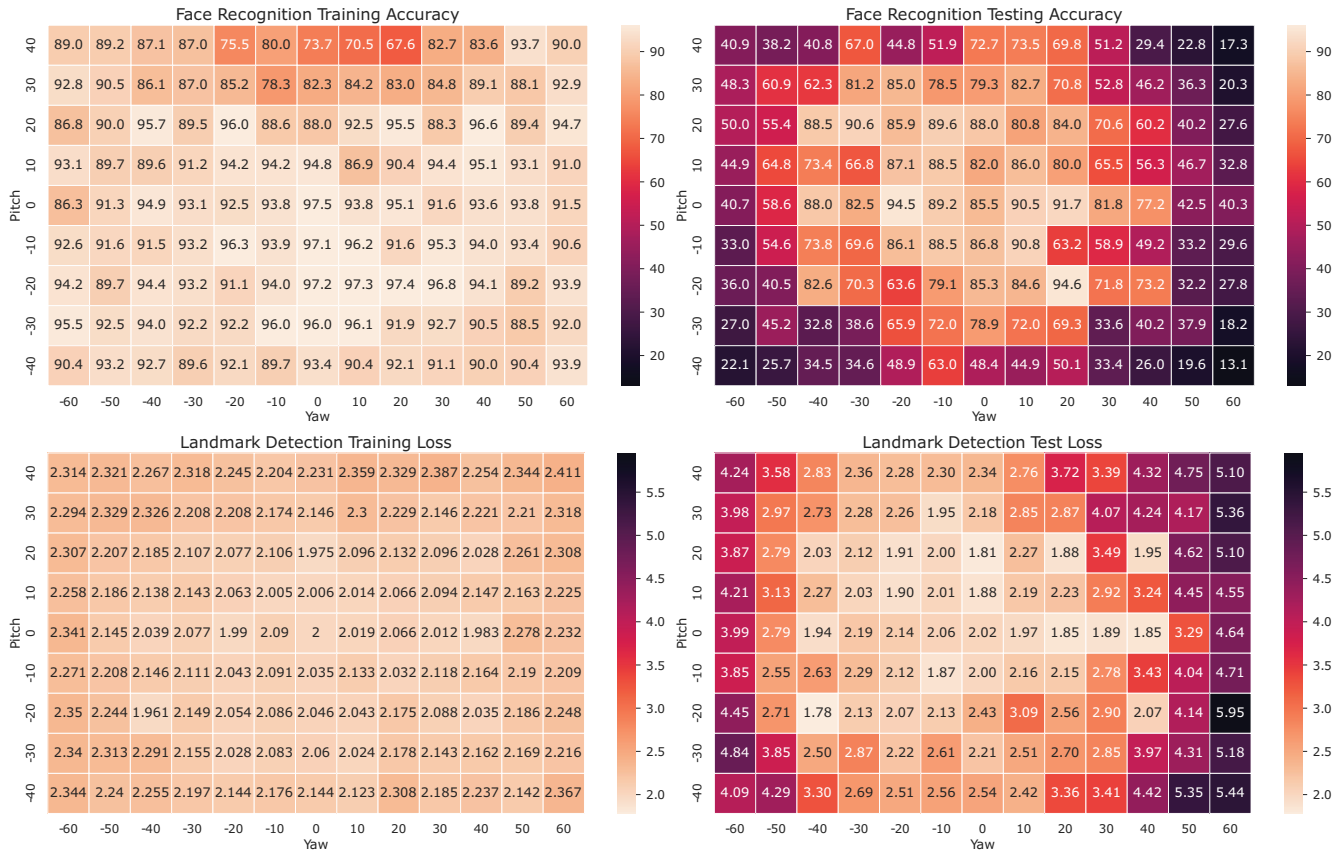 Face Recognition Training Accuracy
40 89.0 89.2 87.1 87.0 75.5 80.0 73.7 70.5 67.6 82.7 83.6 93.7 90.0
30 92.8 90.5 86.1 87.0 85.2 78.3 82.3 84.2 83.0 84.8 89.1 88.1 92.9
20 86.8 90.0 95.7 89.5 96.0 88.6 88.0 92.5 95.5 88.3 96.6 89.4 94.7
10 93.1 89.7 89.6 91.2 94.2 94.2 94.8 86.9 90.4 94.4 95.1 93.1 91.0
0 86.3 91.3 94.9 93.1 92.5 93.8 97.5 93.8 95.1 91.6 93.6 93.8 91.5
-10 92.6 91.6 91.5 93.2 96.3 93.9 97.1 96.2 91.6 95.3 94.0 93.4 90.6
-20 94.2 89.7 94.4 93.2 91.1 94.0 97.2 97.3 97.4 96.8 94.1 89.2 93.9
-30 95.5 92.5 94.0 92.2 92.2 96.0 96.0 96.1 91.9 92.7 90.5 88.5 92.0
-40 90.4 93.2 92.7 89.6 92.1 89.7 93.4 90.4 92.1 91.1 90.0 90.4 93.9
-60 -50 -40 -30 -20 -10 0 10 20 30 40 50 60
Pitch
Yaw
90
80
70
60
50
40
30
20
Face Recognition Testing Accuracy
40 40.9 38.2 40.8 67.0 44.8 51.9 72.7 73.5 69.8 51.2 29.4 22.8 17.3
30 48.3 60.9 62.3 81.2 85.0 78.5 79.3 82.7 70.8 52.8 46.2 36.3 20.3
20 50.0 55.4 88.5 90.6 85.9 89.6 88.0 80.8 84.0 70.6 60.2 40.2 27.6
10 44.9 64.8 73.4 66.8 87.1 88.5 82.0 86.0 80.0 65.5 56.3 46.7 32.8
0 40.7 58.6 88.0 82.5 94.5 89.2 85.5 90.5 91.7 81.8 77.2 42.5 40.3
-10 33.0 54.6 73.8 69.6 86.1 88.5 86.8 90.8 63.2 58.9 49.2 33.2 29.6
-20 36.0 40.5 82.6 70.3 63.6 79.1 85.3 84.6 94.6 71.8 73.2 32.2 27.8
-30 27.0 45.2 32.8 38.6 65.9 72.0 78.9 72.0 69.3 33.6 40.2 37.9 18.2
-40 22.1 25.7 34.5 34.6 48.9 63.0 48.4 44.9 50.1 33.4 26.0 19.6 13.1
-60 -50 -40 -30 -20 -10 0 10 20 30 40 50 60
Pitch
Yaw
90
80
70
60
50
40
30
20
Landmark Detection Training Loss
40 2.314 2.321 2.267 2.318 2.245 2.204 2.231 2.359 2.329 2.387 2.254 2.344 2.411
30 2.294 2.329 2.326 2.208 2.208 2.174 2.146 2.3 2.229 2.146 2.221 2.21 2.318
20 2.307 2.207 2.185 2.107 2.077 2.106 1.975 2.096 2.132 2.096 2.028 2.261 2.308
10 2.258 2.186 2.138 2.143 2.063 2.005 2.006 2.014 2.066 2.094 2.147 2.163 2.225
0 2.341 2.145 2.039 2.077 1.99 2.09 2 2.019 2.066 2.012 1.983 2.278 2.232
-10 2.271 2.208 2.146 2.111 2.043 2.091 2.035 2.133 2.032 2.118 2.164 2.19 2.209
-20 2.35 2.244 1.961 2.149 2.054 2.086 2.046 2.043 2.175 2.088 2.035 2.186 2.248
-30 2.34 2.313 2.291 2.155 2.028 2.083 2.06 2.024 2.178 2.143 2.162 2.169 2.216
-40 2.344 2.24 2.255 2.197 2.144 2.176 2.144 2.123 2.308 2.185 2.237 2.142 2.367
-60 -50 -40 -30 -20 -10 0 10 20 30 40 50 60
Pitch
Yaw
5.5
5.0
4.5
4.0
3.5
3.0
2.5
2.0
Landmark Detection Test Loss
40 4.24 3.58 2.83 2.36 2.28 2.30 2.34 2.76 3.72 3.39 4.32 4.75 5.10
30 3.98 2.97 2.73 2.28 2.26 1.95 2.18 2.85 2.87 4.07 4.24 4.17 5.36
20 3.87 2.79 2.03 2.12 1.91 2.00 1.81 2.27 1.88 3.49 1.95 4.62 5.10
10 4.21 3.13 2.27 2.03 1.90 2.01 1.88 2.19 2.23 2.92 3.24 4.45 4.55
0 3.99 2.79 1.94 2.19 2.14 2.06 2.02 1.97 1.85 1.89 1.85 3.29 4.64
-10 3.85 2.55 2.63 2.29 2.12 1.87 2.00 2.16 2.15 2.78 3.43 4.04 4.71
-20 4.45 2.71 1.78 2.13 2.07 2.13 2.43 3.09 2.56 2.90 2.07 4.14 5.95
-30 4.84 3.85 2.50 2.87 2.22 2.61 2.21 2.51 2.70 2.85 3.97 4.31 5.18
-40 4.09 4.29 3.30 2.69 2.51 2.56 2.54 2.42 3.36 3.41 4.42 5.35 5.44
-60 -50 -40 -30 -20 -10 0 10 20 30 40 50 60
Pitch
Yaw
5.5
5.0
4.5
4.0
3.5
3.0
2.5
2.0